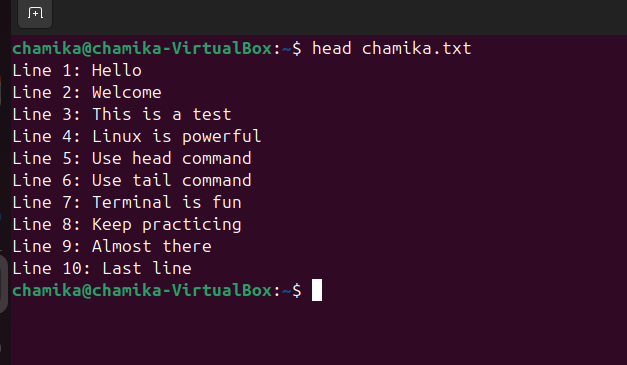 chamika@chamika-VirtualBox:~$ head chamika.txt
Line 1: Hello
Line 2: Welcome
Line 3: This is a test
Line 4: Linux is powerful
Line 5: Use head command
Line 6: Use tail command
Line 7: Terminal is fun
Line 8: Keep practicing
Line 9: Almost there
Line 10: Last line
chamika@chamika-VirtualBox:~$